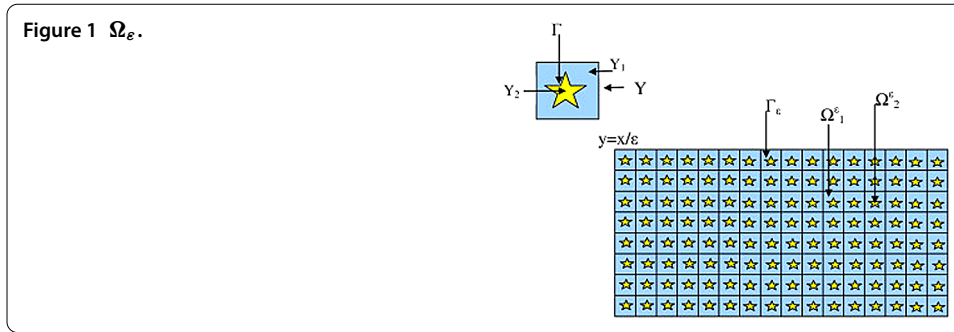 Figure 1 Ωε.
Γ
Y₁
Y₂
Y
Γε
Ωε₁
Ωε₂
y=x/ε